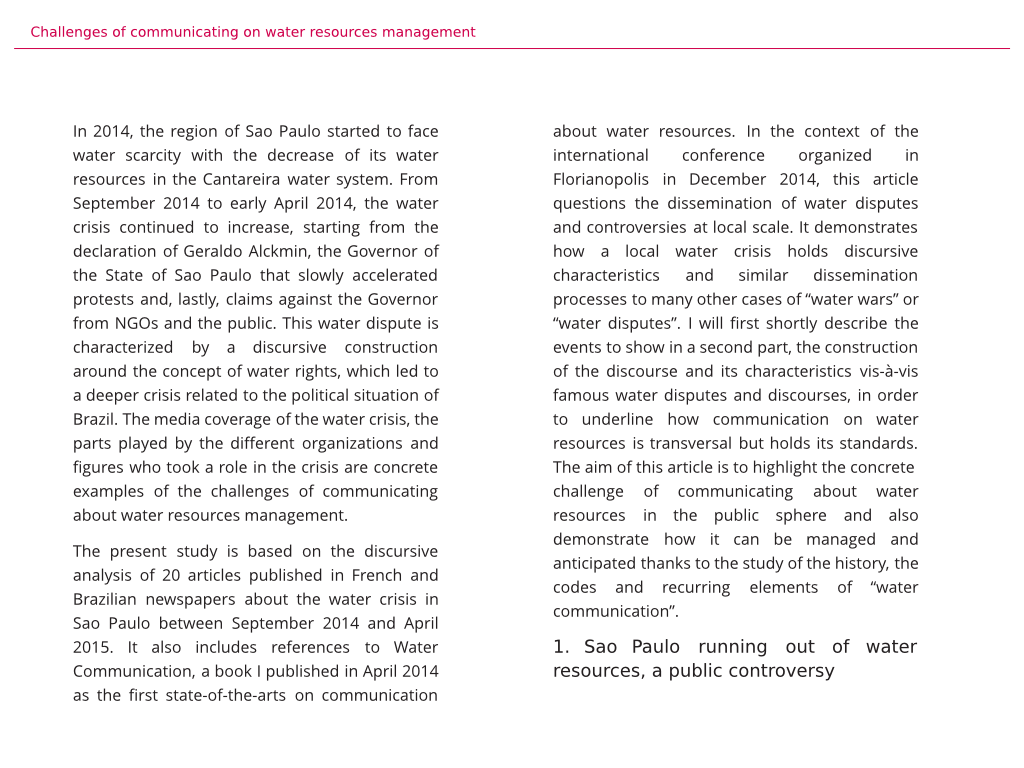 Challenges of communicating on water resources management
In 2014, the region of Sao Paulo started to face
water scarcity with the decrease of its water
resources in the Cantareira water system. From
September 2014 to early April 2014, the water
crisis continued to increase, starting from the
declaration of Geraldo Alckmin, the Governor of
the State of Sao Paulo that slowly accelerated
protests and, lastly, claims against the Governor
from NGOs and the public. This water dispute is
characterized by a discursive construction
around the concept of water rights, which led to
a deeper crisis related to the political situation of
Brazil. The media coverage of the water crisis, the
parts played by the different organizations and
figures who took a role in the crisis are concrete
examples of the challenges of communicating
about water resources management.
The present study is based on the discursive
analysis of 20 articles published in French and
Brazilian newspapers about the water crisis in
Sao Paulo between September 2014 and April
2015. It also includes references to Water
Communication, a book I published in April 2014
as the first state-of-the-arts on communication
about water resources. In the context of the
international conference organized in
Florianopolis in December 2014, this article
questions the dissemination of water disputes
and controversies at local scale. It demonstrates
how a local water crisis holds discursive
characteristics and similar dissemination
processes to many other cases of “water wars” or
“water disputes”. I will first shortly describe the
events to show in a second part, the construction
of the discourse and its characteristics vis-à-vis
famous water disputes and discourses, in order
to underline how communication on water
resources is transversal but holds its standards.
The aim of this article is to highlight the concrete
challenge of communicating about water
resources in the public sphere and also
demonstrate how it can be managed and
anticipated thanks to the study of the history, the
codes and recurring elements of “water
communication”.
1. Sao Paulo running out of water
resources, a public controversy